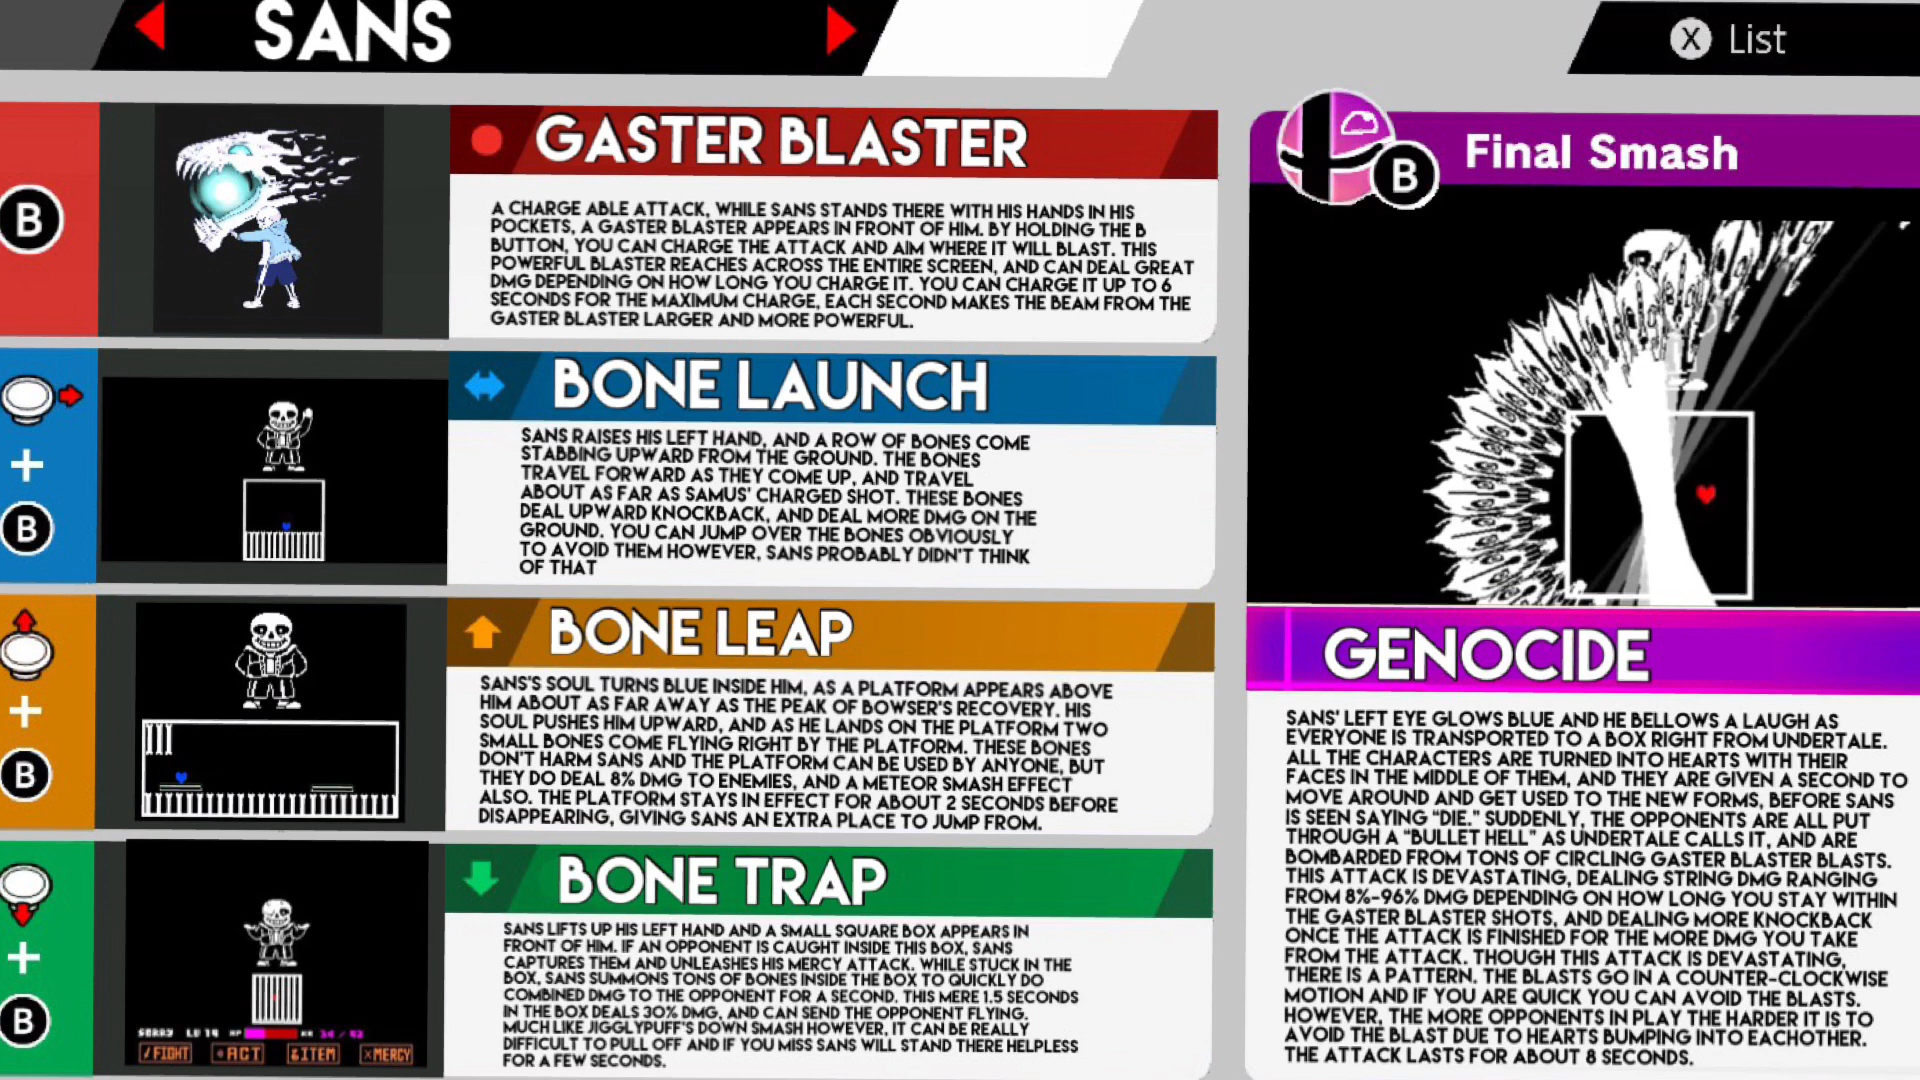 SANS
X List
B
GASTER BLASTER
A CHARGE ABLE ATTACK, WHILE SANS STANDS THERE WITH HIS HANDS IN HIS
POCKETS, A GASTER BLASTER APPEARS IN FRONT OF HIM. BY HOLDING THE B
BUTTON, YOU CAN CHARGE THE ATTACK AND AIM WHERE IT WILL BLAST. THIS
POWERFUL BLASTER REACHES ACROSS THE ENTIRE SCREEN, AND CAN DEAL GREAT
DMG DEPENDING ON HOW LONG YOU CHARGE IT. YOU CAN CHARGE IT UP TO 6
SECONDS FOR THE MAXIMUM CHARGE, EACH SECOND MAKES THE BEAM FROM THE
GASTER BLASTER LARGER AND MORE POWERFUL.
+
B
BONE LAUNCH
SANS RAISES HIS LEFT HAND, AND A ROW OF BONES COME
STABBING UPWARD FROM THE GROUND. THE BONES
TRAVEL FORWARD AS THEY COME UP, AND TRAVEL
ABOUT AS FAR AS SAMUS' CHARGED SHOT. THESE BONES
DEAL UPWARD KNOCKBACK, AND DEAL MORE DMG ON THE
GROUND. YOU CAN JUMP OVER THE BONES OBVIOUSLY
TO AVOID THEM HOWEVER, SANS PROBABLY DIDN'T THINK
OF THAT
+
B
BONE LEAP
SANS'S SOUL TURNS BLUE INSIDE HIM, AS A PLATFORM APPEARS ABOVE
HIM ABOUT AS FAR AWAY AS THE PEAK OF BOWSER'S RECOVERY. HIS
SOUL PUSHES HIM UPWARD, AND AS HE LANDS ON THE PLATFORM TWO
SMALL BONES COME FLYING RIGHT BY THE PLATFORM. THESE BONES
DON'T HARM SANS AND THE PLATFORM CAN BE USED BY ANYONE, BUT
THEY DO DEAL 8% DMG TO ENEMIES, AND A METEOR SMASH EFFECT
ALSO. THE PLATFORM STAYS IN EFFECT FOR ABOUT 2 SECONDS BEFORE
DISAPPEARING, GIVING SANS AN EXTRA PLACE TO JUMP FROM.
+
B
LV 19
/FIGHT ACT &ITEM XMERCY
BONE TRAP
SANS LIFTS UP HIS LEFT HAND AND A SMALL SQUARE BOX APPEARS IN
FRONT OF HIM. IF AN OPPONENT IS CAUGHT INSIDE THIS BOX, SANS
CAPTURES THEM AND UNLEASHES HIS MERCY ATTACK. WHILE STUCK IN THE
BOX, SANS SUMMONS TONS OF BONES INSIDE THE BOX TO QUICKLY DO
COMBINED DMG TO THE OPPONENT FOR A SECOND. THIS MERE 1.5 SECONDS
IN THE BOX DEALS 30% DMG, AND CAN SEND THE OPPONENT FLYING.
MUCH LIKE JIGGLYPUFF'S DOWN SMASH HOWEVER, IT CAN BE REALLY
DIFFICULT TO PULL OFF AND IF YOU MISS SANS WILL STAND THERE HELPLESS
FOR A FEW SECONDS.
B Final Smash
GENOCIDE
SANS' LEFT EYE GLOWS BLUE AND HE BELLOWS A LAUGH AS
EVERYONE IS TRANSPORTED TO A BOX RIGHT FROM UNDERTALE.
ALL THE CHARACTERS ARE TURNED INTO HEARTS WITH THEIR
FACES IN THE MIDDLE OF THEM, AND THEY ARE GIVEN A SECOND TO
MOVE AROUND AND GET USED TO THE NEW FORMS, BEFORE SANS
IS SEEN SAYING "DIE." SUDDENLY, THE OPPONENTS ARE ALL PUT
THROUGH A "BULLET HELL" AS UNDERTALE CALLS IT, AND ARE
BOMBARDED FROM TONS OF CIRCLING GASTER BLASTER BLASTS.
THIS ATTACK IS DEVASTATING, DEALING STRING DMG RANGING
FROM 8%-96% DMG DEPENDING ON HOW LONG YOU STAY WITHIN
THE GASTER BLASTER SHOTS, AND DEALING MORE KNOCKBACK
ONCE THE ATTACK IS FINISHED FOR THE MORE DMG YOU TAKE
FROM THE ATTACK. THOUGH THIS ATTACK IS DEVASTATING,
THERE IS A PATTERN. THE BLASTS GO IN A COUNTER-CLOCKWISE
MOTION AND IF YOU ARE QUICK YOU CAN AVOID THE BLASTS.
HOWEVER, THE MORE OPPONENTS IN PLAY THE HARDER IT IS TO
AVOID THE BLAST DUE TO HEARTS BUMPING INTO EACHOTHER.
THE ATTACK LASTS FOR ABOUT 8 SECONDS.